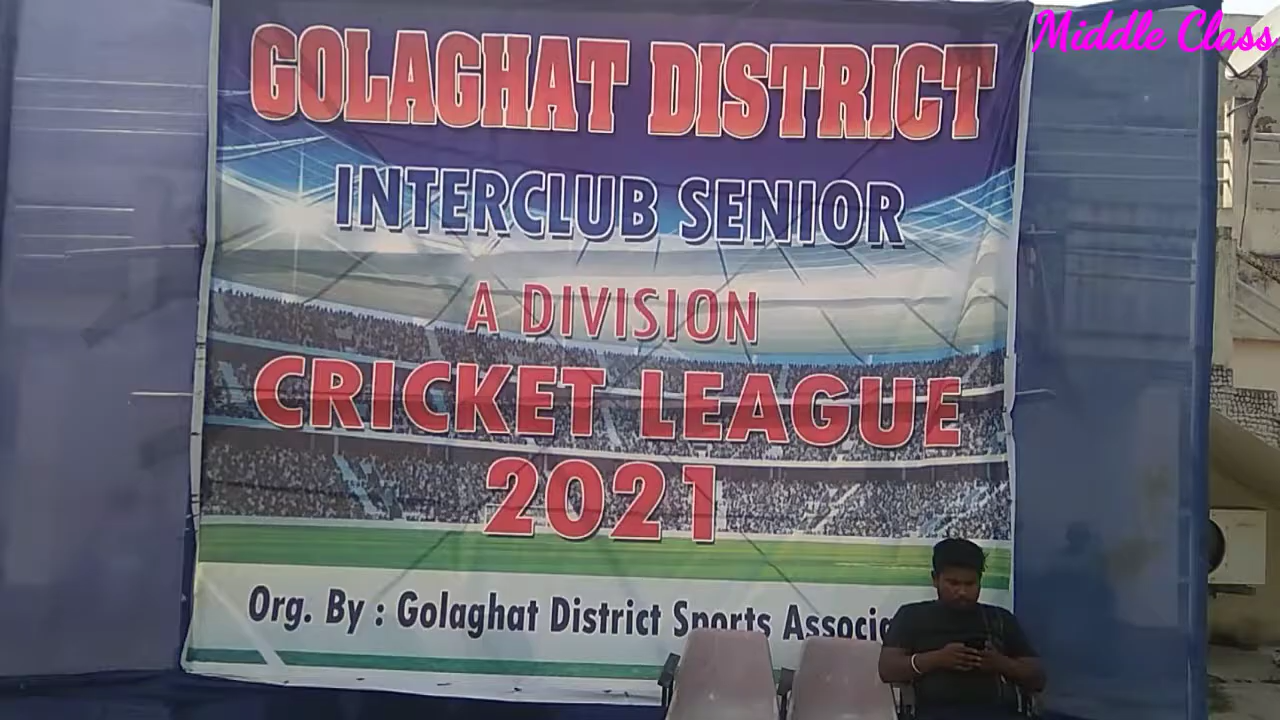 Middle Class
GOLAGHAT DISTRICT
INTERCLUB SENIOR
A DIVISION
CRICKET LEAGUE
2021
Org. By : Golaghat District Sports